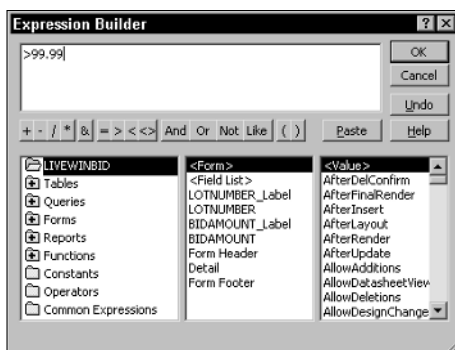 Expression Builder
? ×
>99.99
OK
Cancel
Undo
+ - / * & = > < <> And Or Not Like ( )
Paste
Help
LIVEWINBID
Tables
Queries
Forms
Reports
Functions
Constants
Operators
Common Expressions
<Form>
<Field List>
LOTNUMBER_Label
LOTNUMBER
BIDAMOUNT_Label
BIDAMOUNT
Form Header
Detail
Form Footer
<Value>
AfterDelConfirm
AfterFinalRender
AfterInsert
AfterLayout
AfterRender
AfterUpdate
AllowAdditions
AllowDatasheetView
AllowDeletions
AllowDesignChange